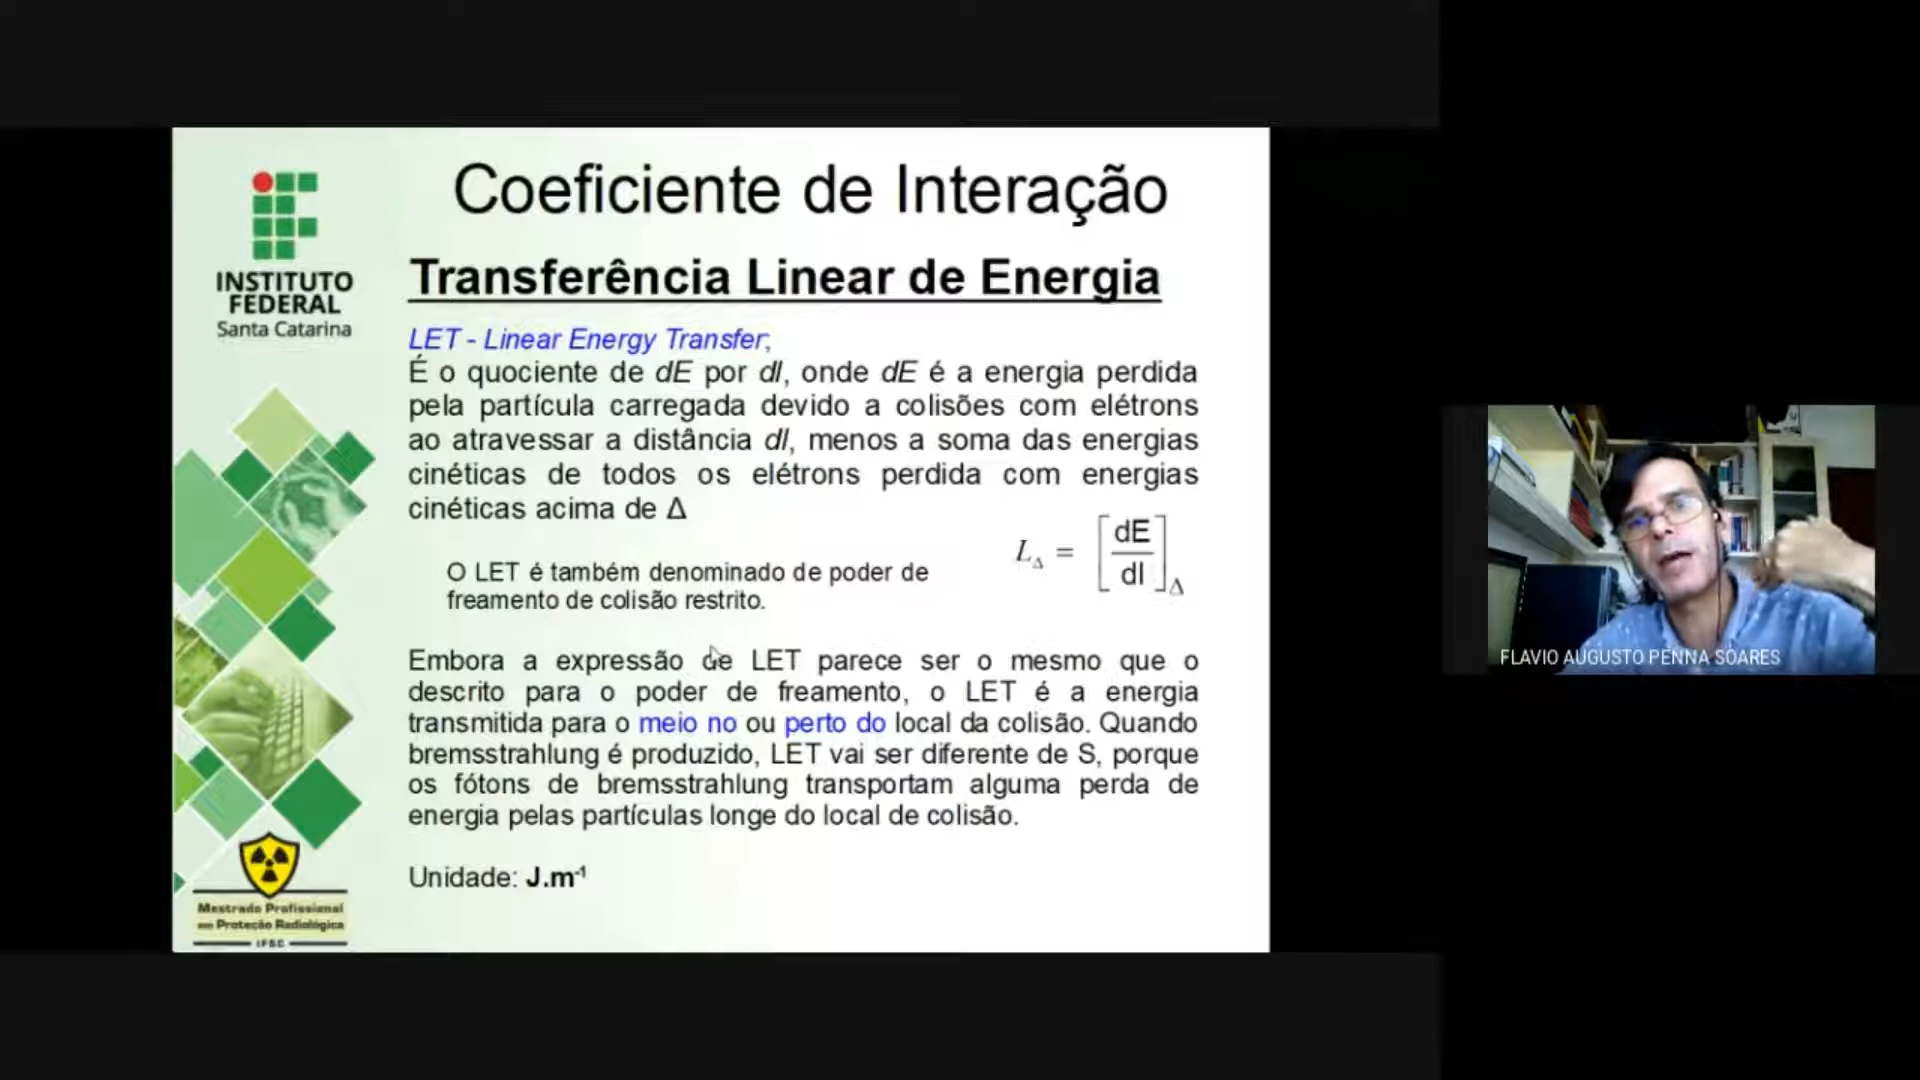 Coeficiente de Interação
INSTITUTO
FEDERAL
Santa Catarina
Transferência Linear de Energia
LET - Linear Energy Transfer;
É o quociente de dE por dl, onde dE é a energia perdida
pela partícula carregada devido a colisões com elétrons
ao atravessar a distância dl, menos a soma das energias
cinéticas de todos os elétrons perdida com energias
cinéticas acima de Δ
O LET é também denominado de poder de
freamento de colisão restrito.
L_Δ = [dE/dl]_Δ
Embora a expressão de LET parece ser o mesmo que o
descrito para o poder de freamento, o LET é a energia
transmitida para o meio no ou perto do local da colisão. Quando
bremsstrahlung é produzido, LET vai ser diferente de S, porque
os fótons de bremsstrahlung transportam alguma perda de
energia pelas partículas longe do local de colisão.
Unidade: J.m⁻¹
Mestrado Profissional
em Proteção Radiológica
IFSC
FLAVIO AUGUSTO PENNA SOARES